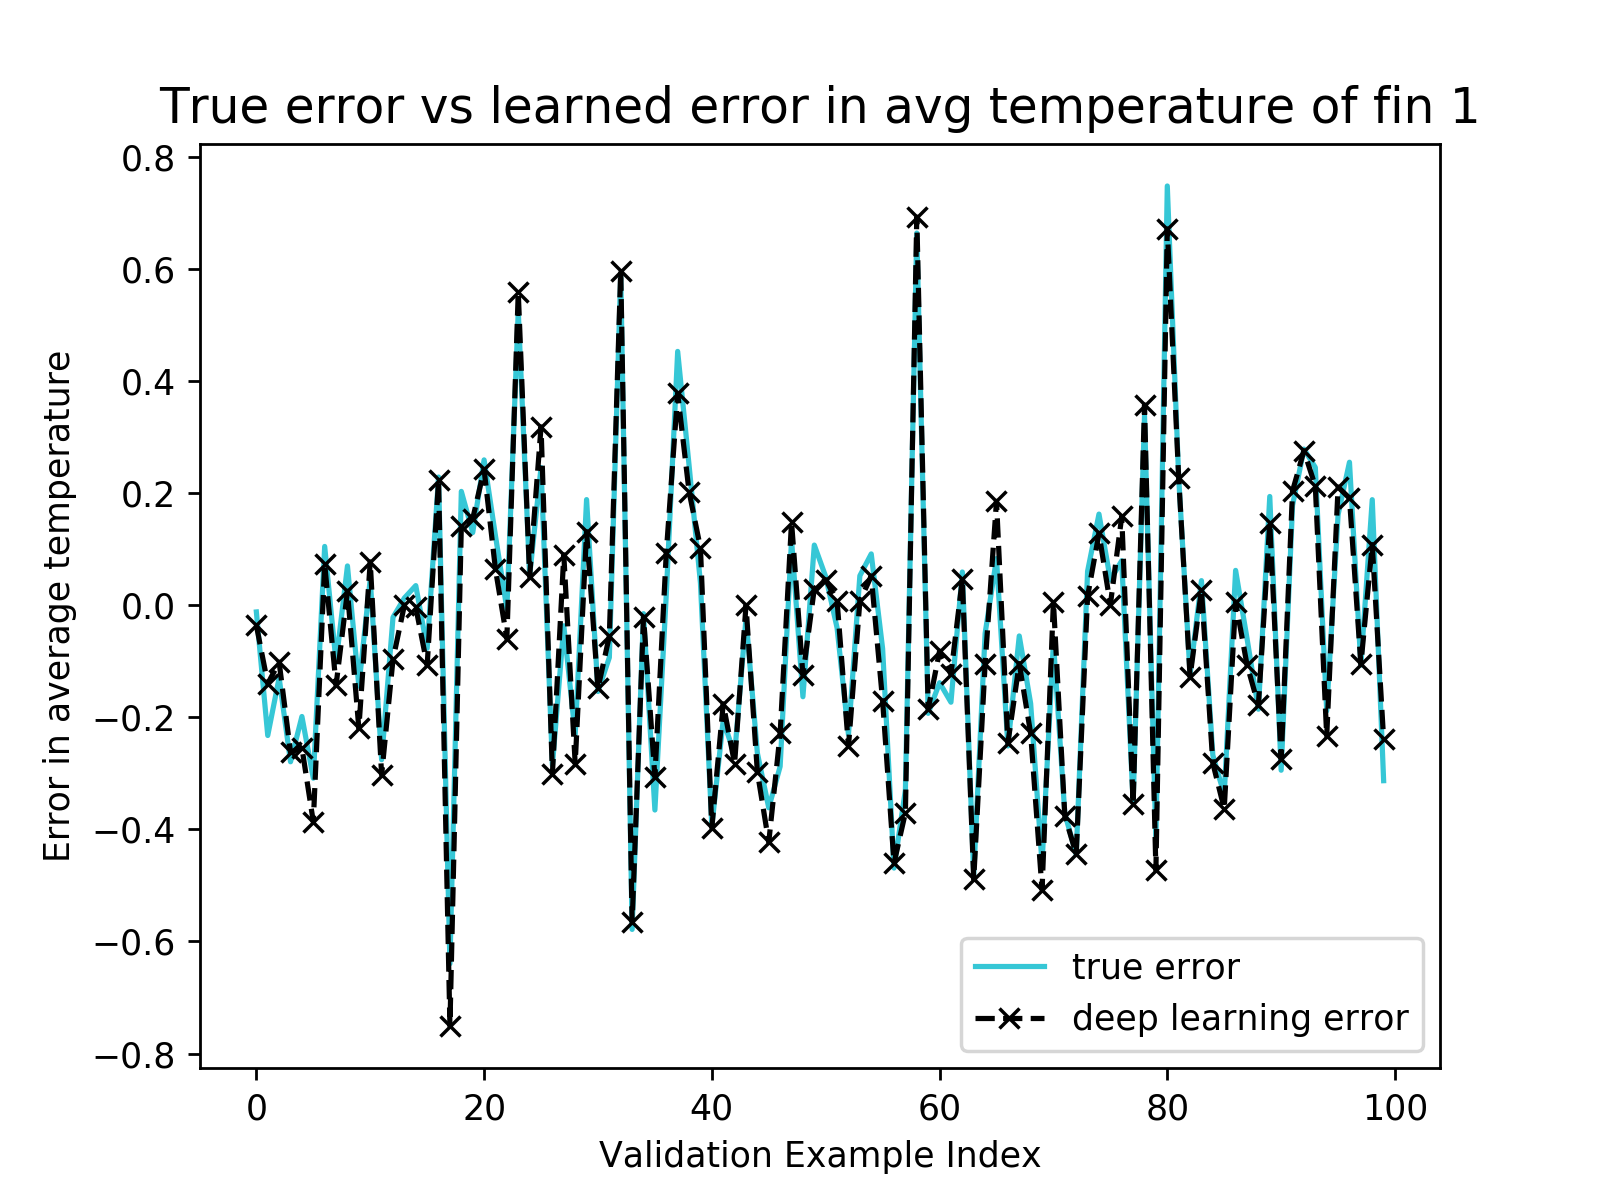 True error vs learned error in avg temperature of fin 1
Error in average temperature
0.8
0.6
0.4
0.2
0.0
−0.2
−0.4
−0.6
−0.8
true error
deep learning error
0 20 40 60 80 100
Validation Example Index